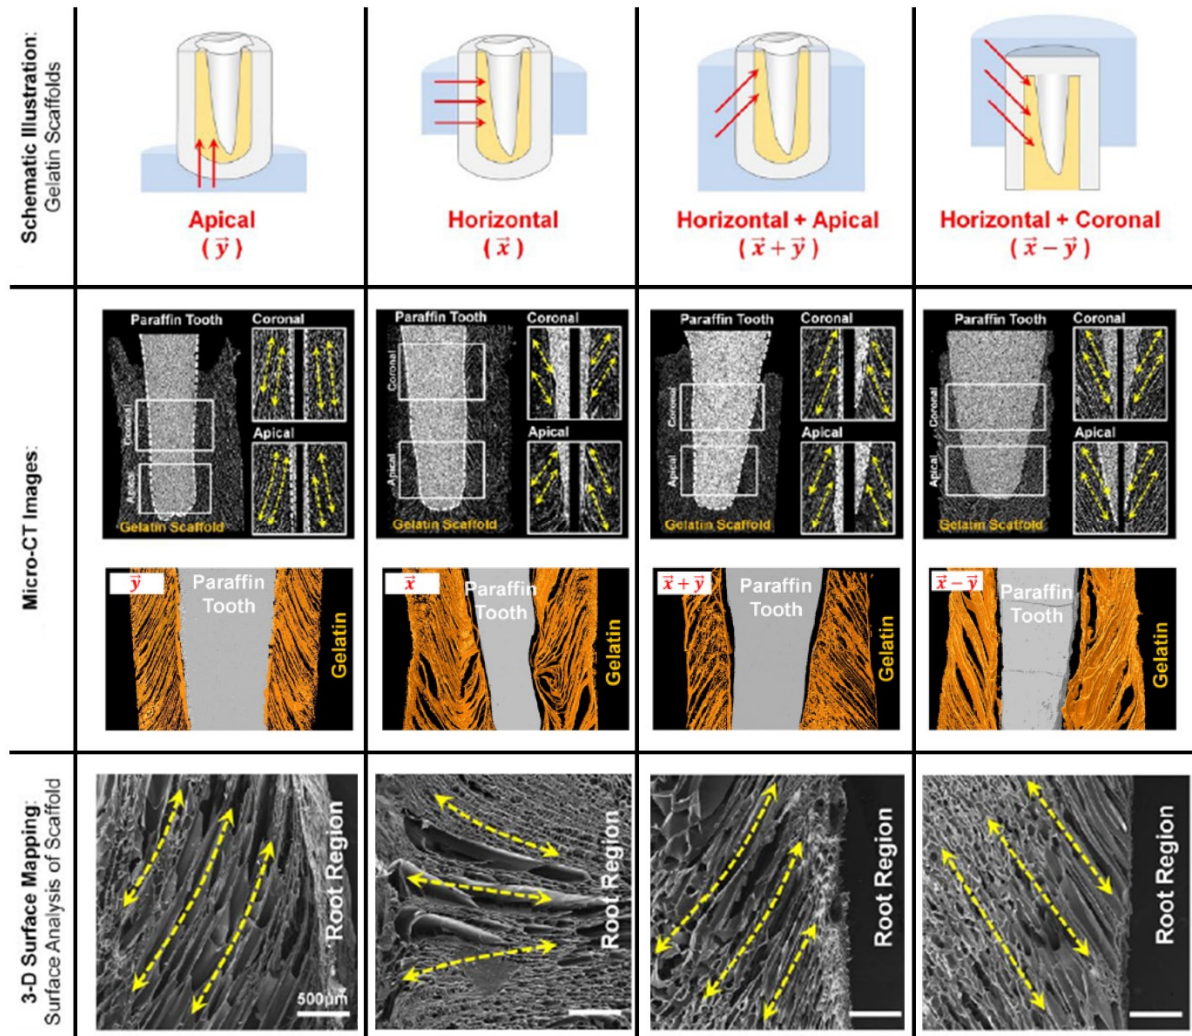 Schematic Illustration:
Gelatin Scaffolds
Apical
( y⃗ )
Horizontal
( x⃗ )
Horizontal + Apical
( x⃗ + y⃗ )
Horizontal + Coronal
( x⃗ − y⃗ )
Micro-CT Images:
Paraffin Tooth
Coronal
Coronal
Apical
Apical
Gelatin Scaffold
Paraffin Tooth
Coronal
Coronal
Apical
Apical
Gelatin Scaffold
Paraffin Tooth
Coronal
Coronal
Apical
Apical
Gelatin Scaffold
Paraffin Tooth
Coronal
Coronal
Apical
Apical
Gelatin Scaffold
y⃗
Paraffin
Tooth
Gelatin
x⃗
Paraffin
Tooth
Gelatin
x⃗ + y⃗
Paraffin
Tooth
Gelatin
x⃗ − y⃗
Paraffin
Tooth
Gelatin
3-D Surface Mapping:
Surface Analysis of Scaffold
Root Region
500µm
Root Region
Root Region
Root Region